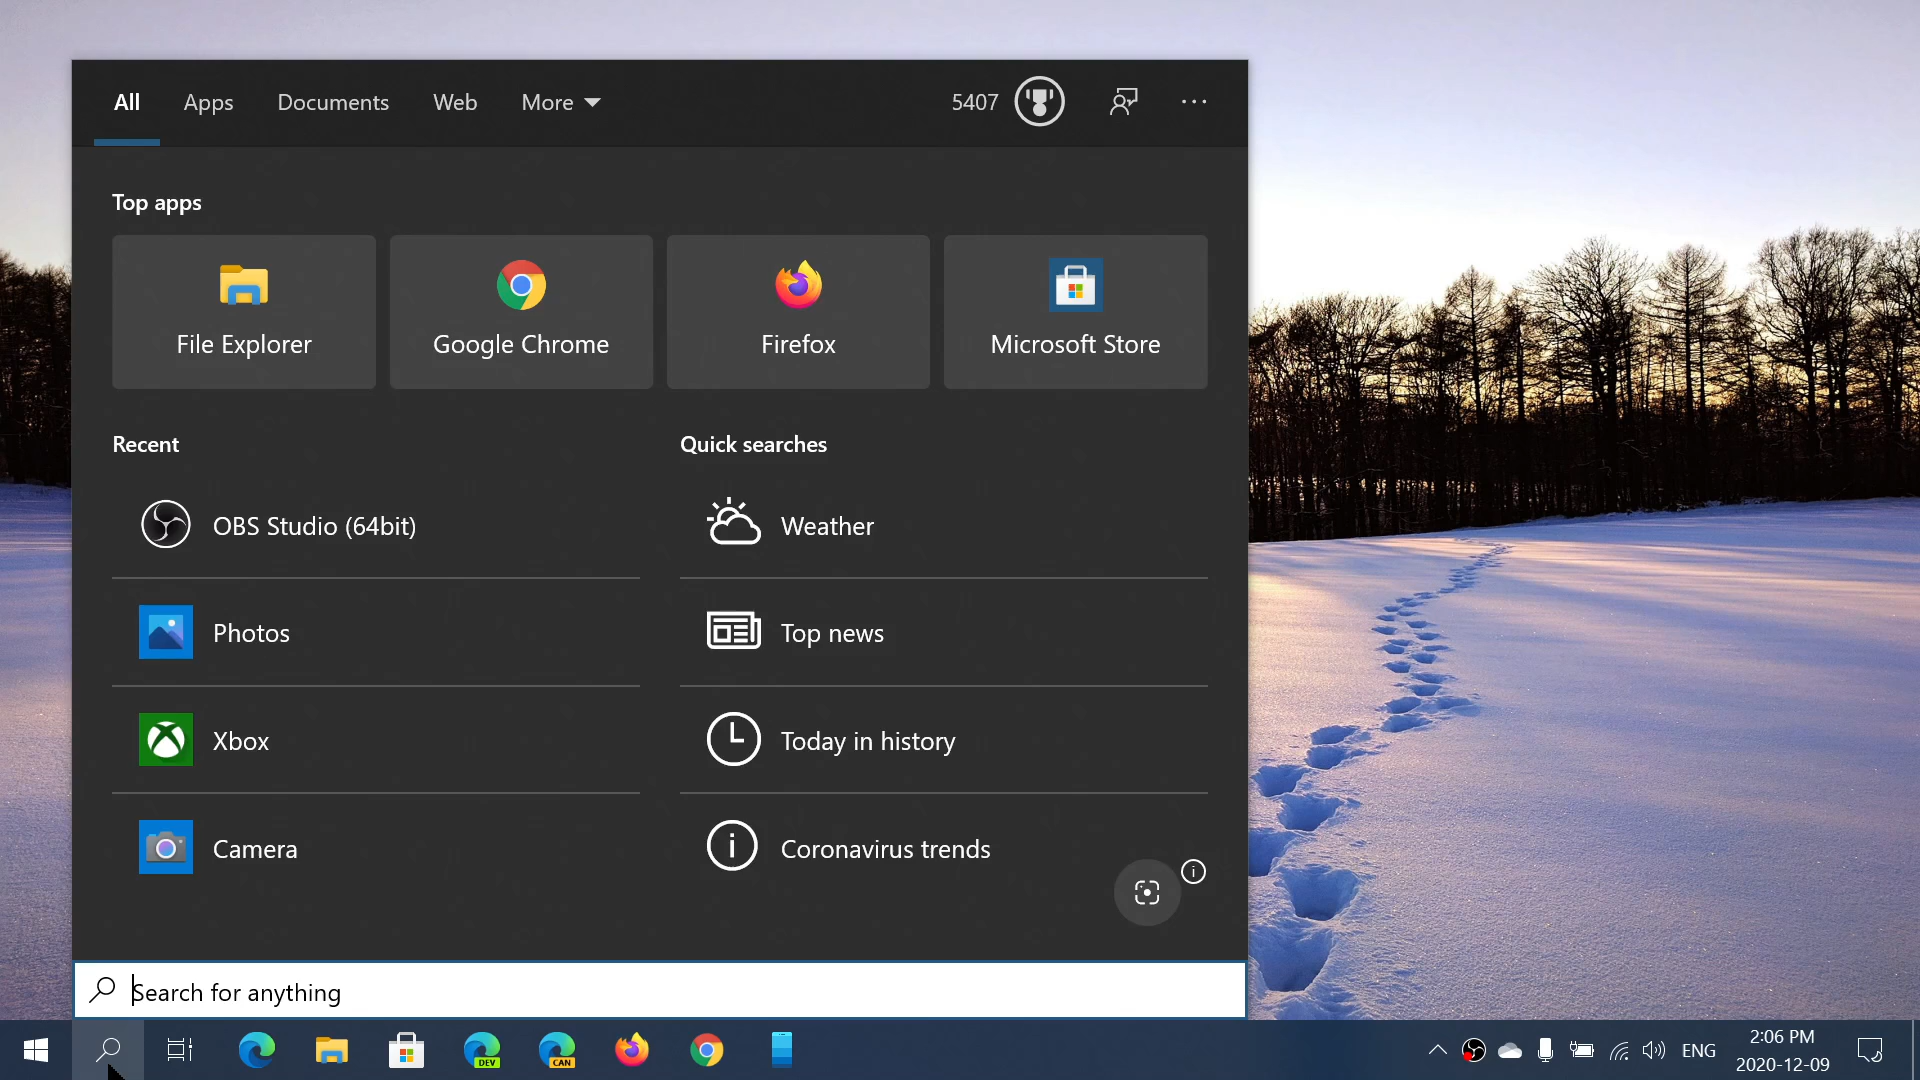 All Apps Documents Web More 5407
Top apps
File Explorer Google Chrome Firefox Microsoft Store
Recent Quick searches
OBS Studio (64bit) Weather
Photos Top news
Xbox Today in history
Camera Coronavirus trends
Search for anything
DEV CAN ENG 2:06 PM
2020-12-09